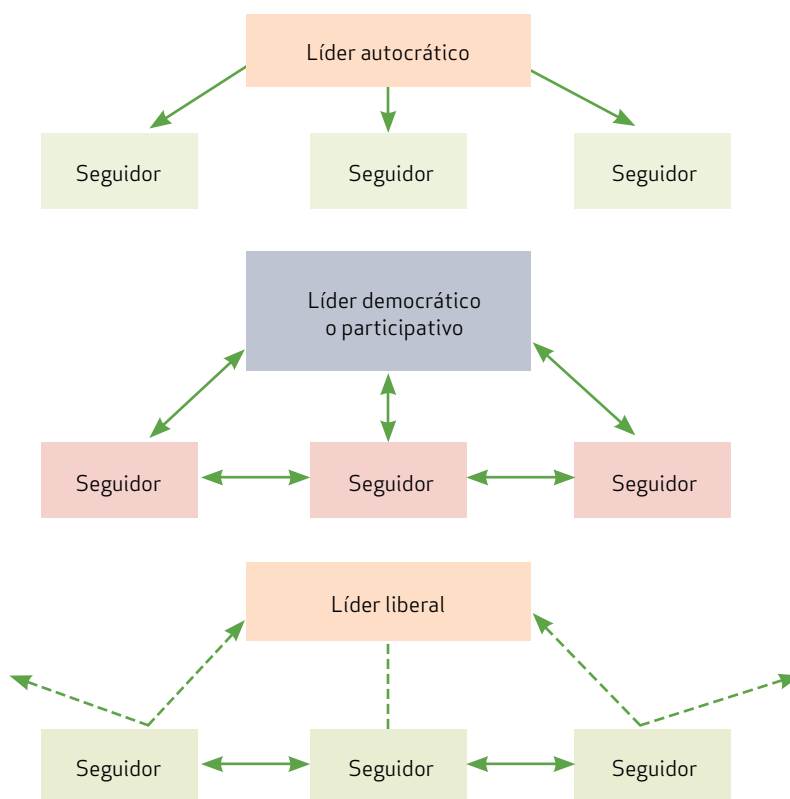 Líder autocrático
Seguidor
Seguidor
Seguidor
Líder democrático
o participativo
Seguidor
Seguidor
Seguidor
Líder liberal
Seguidor
Seguidor
Seguidor